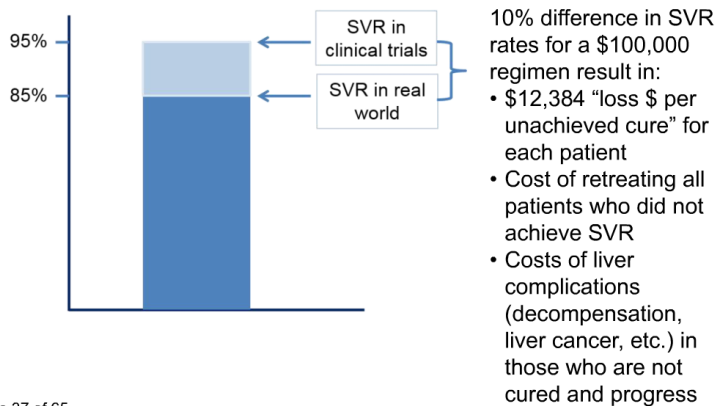 95%
85%
SVR in
clinical trials
SVR in real
world
10% difference in SVR
rates for a $100,000
regimen result in:
• $12,384 “loss $ per
unachieved cure” for
each patient
• Cost of retreating all
patients who did not
achieve SVR
• Costs of liver
complications
(decompensation,
liver cancer, etc.) in
those who are not
cured and progress